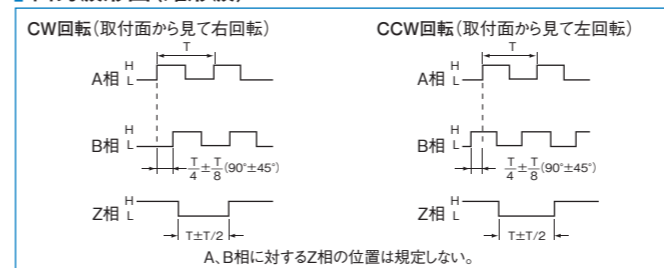 CW回転(取付面から見て右回転)
T
A相 H L
B相 H L
T/4±T/8(90°±45°)
Z相 H L
T±T/2
CCW回転(取付面から見て左回転)
T
A相 H L
B相 H L
T/4±T/8(90°±45°)
Z相 H L
T±T/2
A、B相に対するZ相の位置は規定しない。